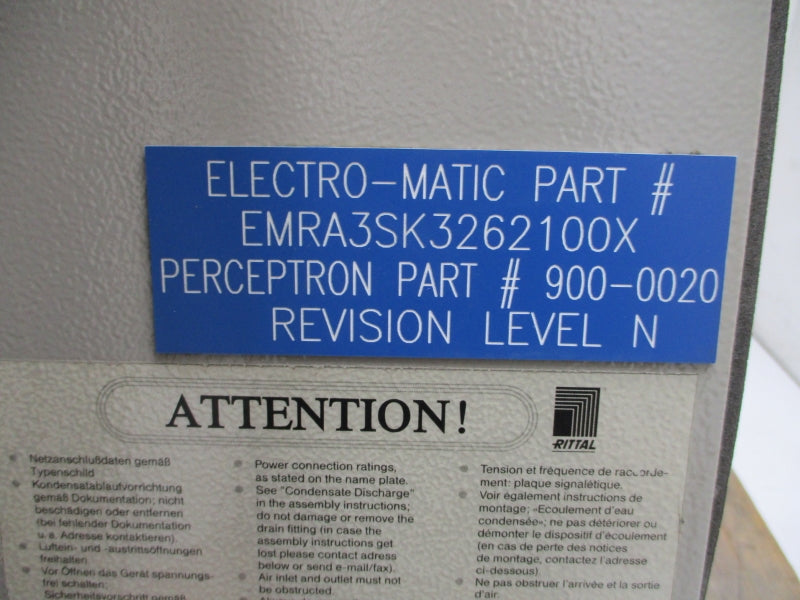 ELECTRO-MATIC PART #
EMRA3SK3262100X
PERCEPTRON PART # 900-0020
REVISION LEVEL N
ATTENTION!
RITTAL
Netzanschlußdaten gemäß
Typenschild
Kondensatablaufvorrichtung
gemäß Dokumentation; nicht
beschädigen oder entfernen
(bei fehlender Dokumentation
u. a. Adresse kontaktieren).
Luftein- und -austrittsöffnungen
freihalten
Vor Öffnen das Gerät spannungs-
frei schalten;
Sicherheitsvorschrift gemäß
Power connection ratings,
as stated on the name plate.
See "Condensate Discharge"
in the assembly instructions;
do not damage or remove the
drain fitting (in case the
assembly instructions get
lost please contact adress
below or send e-mail/fax).
Air inlet and outlet must not
be obstructed.
Tension et fréquence de raccorde-
ment: plaque signalétique.
Voir également instructions de
montage; «Ecoulement d'eau
condensée»; ne pas détériorer ou
démonter le dispositif d'écoulement
(en cas de perte des notices
de montage, contactez l'adresse
ci-dessous).
Ne pas obstruer l'arrivée et la sortie
d'air.